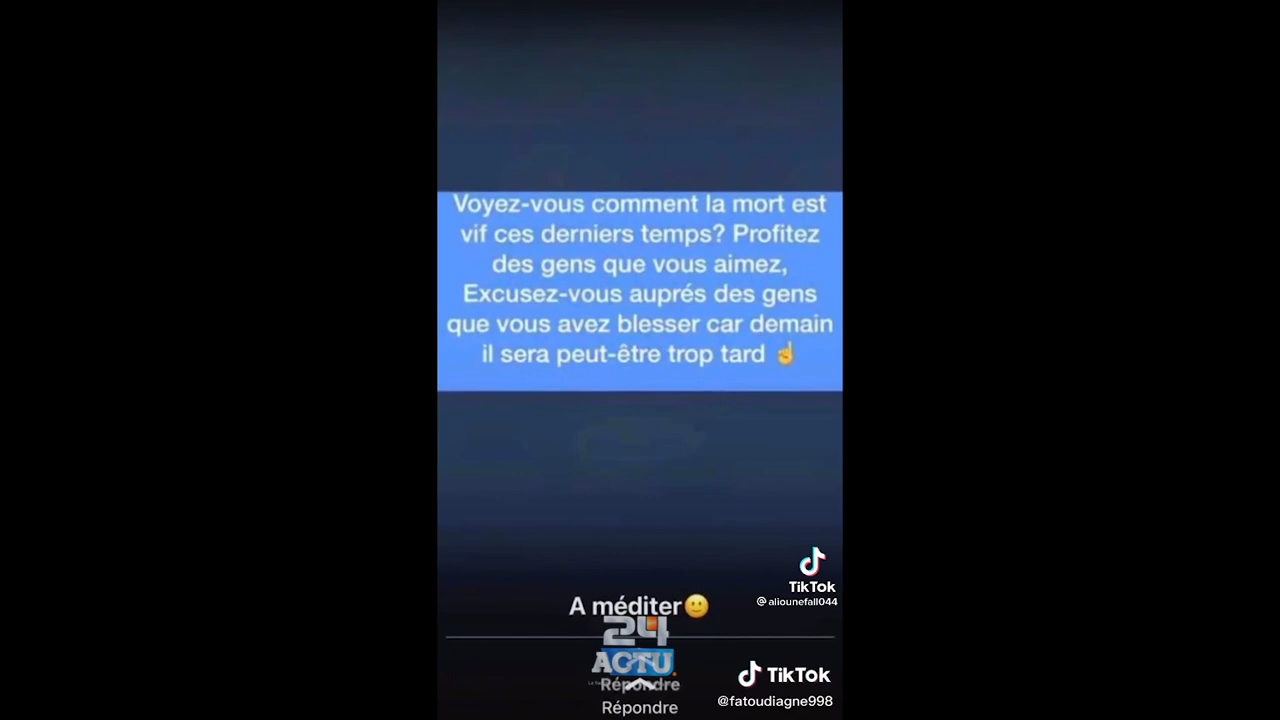 Voyez-vous comment la mort est
vif ces derniers temps? Profitez
des gens que vous aimez,
Excusez-vous auprés des gens
que vous avez blesser car demain
il sera peut-être trop tard ☝️
TikTok
@aliounefall044
A méditer🙂
24
ACTU
Répondre
TikTok
@fatoudiagne998
Répondre